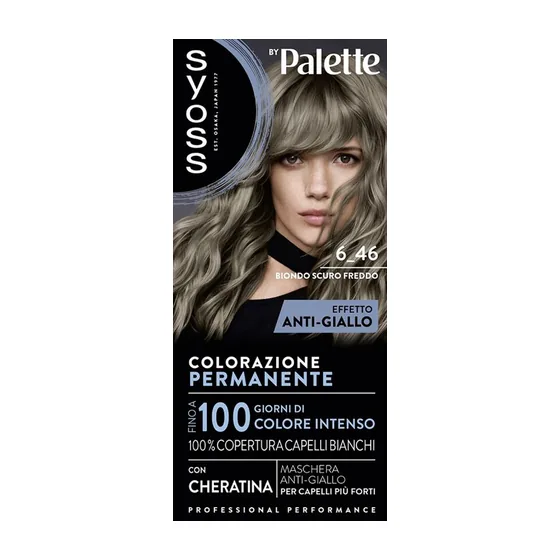 syoss
EST, OSAKA, JAPAN 1977
BY Palette
6_46
BIONDO SCURO FREDDO
EFFETTO
ANTI-GIALLO
COLORAZIONE
PERMANENTE
FINO A 100 GIORNI DI
COLORE INTENSO
100% COPERTURA CAPELLI BIANCHI
CON
CHERATINA
MASCHERA
ANTI-GIALLO
PER CAPELLI PIÙ FORTI
PROFESSIONAL PERFORMANCE